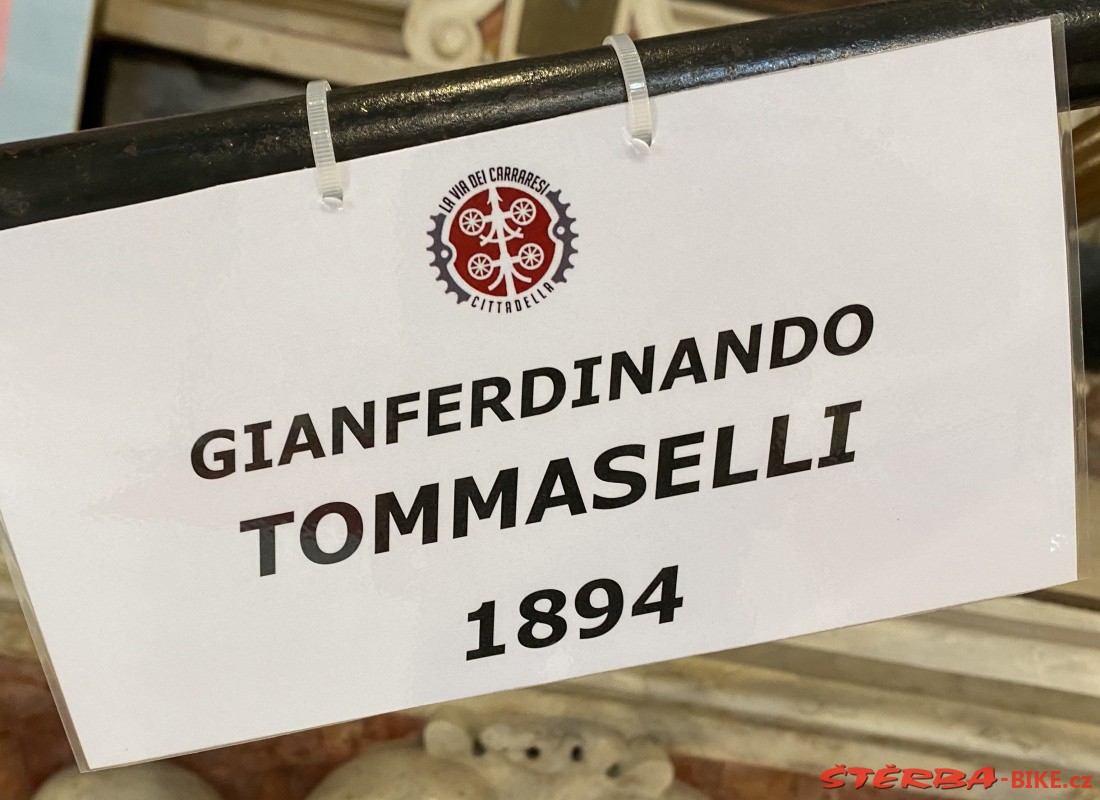 LA VIA DEI CARRARESI
CITTADELLA
GIANFERDINANDO
TOMMASELLI
1894
ŠTĚRBA-BIKE.cz